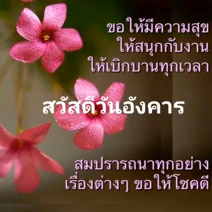 ขอให้มีความสุข
ให้สนุกกับงาน
ให้เบิกบานทุกเวลา
สวัสดีวันอังคาร
สมปรารถนาทุกอย่าง
เรื่องต่างๆ ขอให้โชคดี